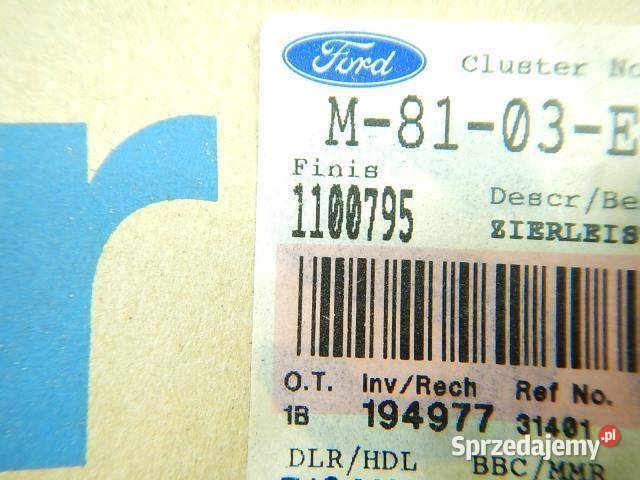 Ford
Cluster No
M-81-03-E
Finis
1100795
Descr/Be
ZIERLEIS
O.T. Inv/Rech Ref No.
1B 194977 31401
DLR/HDL BBC/MMR
Sprzedajemy.pl